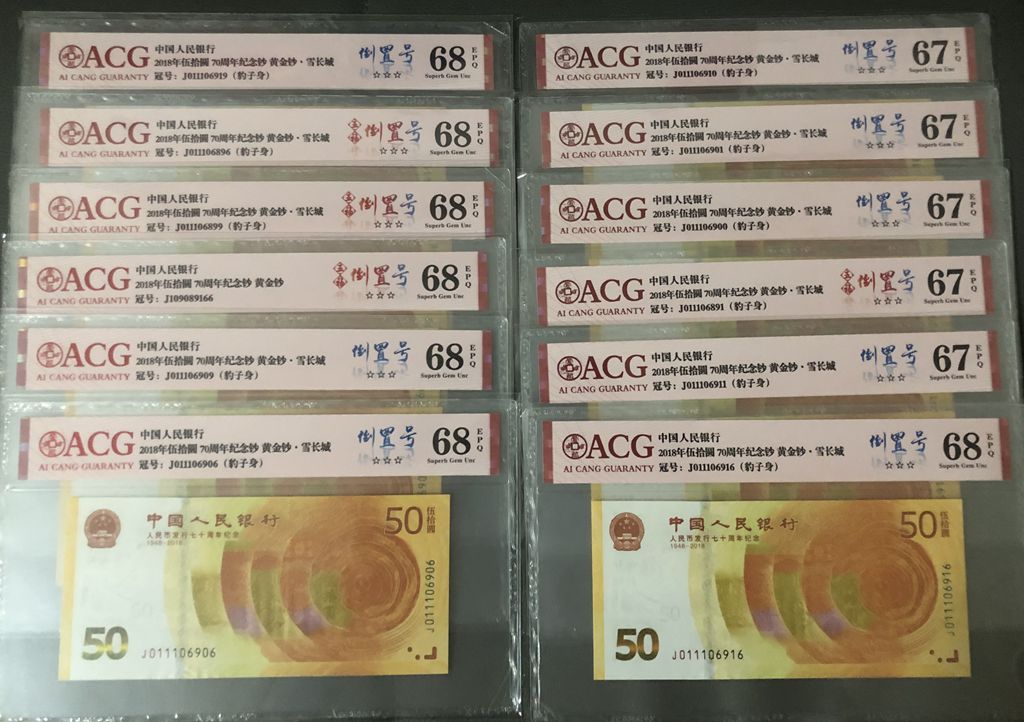 ACG
AI CANG GUARANTY
中国人民银行
2018年伍拾圆 70周年纪念钞 黄金钞·雪长城
冠号：J011106919（豹子身）
倒置号
☆☆☆
68
EPQ
Superb Gem Unc
ACG
AI CANG GUARANTY
中国人民银行
2018年伍拾圆 70周年纪念钞 黄金钞·雪长城
冠号：J011106896（豹子身）
倒置号
☆☆☆
68
EPQ
Superb Gem Unc
ACG
AI CANG GUARANTY
中国人民银行
2018年伍拾圆 70周年纪念钞 黄金钞·雪长城
冠号：J011106899（豹子身）
倒置号
☆☆☆
68
EPQ
Superb Gem Unc
ACG
AI CANG GUARANTY
中国人民银行
2018年伍拾圆 70周年纪念钞 黄金钞
冠号：J109089166
倒置号
☆☆☆
68
EPQ
Superb Gem Unc
ACG
AI CANG GUARANTY
中国人民银行
2018年伍拾圆 70周年纪念钞 黄金钞·雪长城
冠号：J011106909（豹子身）
倒置号
☆☆☆
68
EPQ
Superb Gem Unc
ACG
AI CANG GUARANTY
中国人民银行
2018年伍拾圆 70周年纪念钞 黄金钞·雪长城
冠号：J011106906（豹子身）
倒置号
☆☆☆
68
EPQ
Superb Gem Unc
中国人民银行
人民币发行七十周年纪念
1948-2018
50
伍拾圆
J011106906
50
J011106906
ACG
AI CANG GUARANTY
中国人民银行
2018年伍拾圆 70周年纪念钞 黄金钞·雪长城
冠号：J011106910（豹子身）
倒置号
☆☆☆
67
EPQ
Superb Gem Unc
ACG
AI CANG GUARANTY
中国人民银行
2018年伍拾圆 70周年纪念钞 黄金钞·雪长城
冠号：J011106901（豹子身）
倒置号
☆☆☆
67
EPQ
Superb Gem Unc
ACG
AI CANG GUARANTY
中国人民银行
2018年伍拾圆 70周年纪念钞 黄金钞·雪长城
冠号：J011106900（豹子身）
倒置号
☆☆☆
67
EPQ
Superb Gem Unc
ACG
AI CANG GUARANTY
中国人民银行
2018年伍拾圆 70周年纪念钞 黄金钞·雪长城
冠号：J011106891（豹子身）
倒置号
☆☆☆
67
EPQ
Superb Gem Unc
ACG
AI CANG GUARANTY
中国人民银行
2018年伍拾圆 70周年纪念钞 黄金钞·雪长城
冠号：J011106911（豹子身）
倒置号
☆☆☆
67
EPQ
Superb Gem Unc
ACG
AI CANG GUARANTY
中国人民银行
2018年伍拾圆 70周年纪念钞 黄金钞·雪长城
冠号：J011106916（豹子身）
倒置号
☆☆☆
68
EPQ
Superb Gem Unc
中国人民银行
人民币发行七十周年纪念
1948-2018
50
伍拾圆
J011106916
50
J011106916